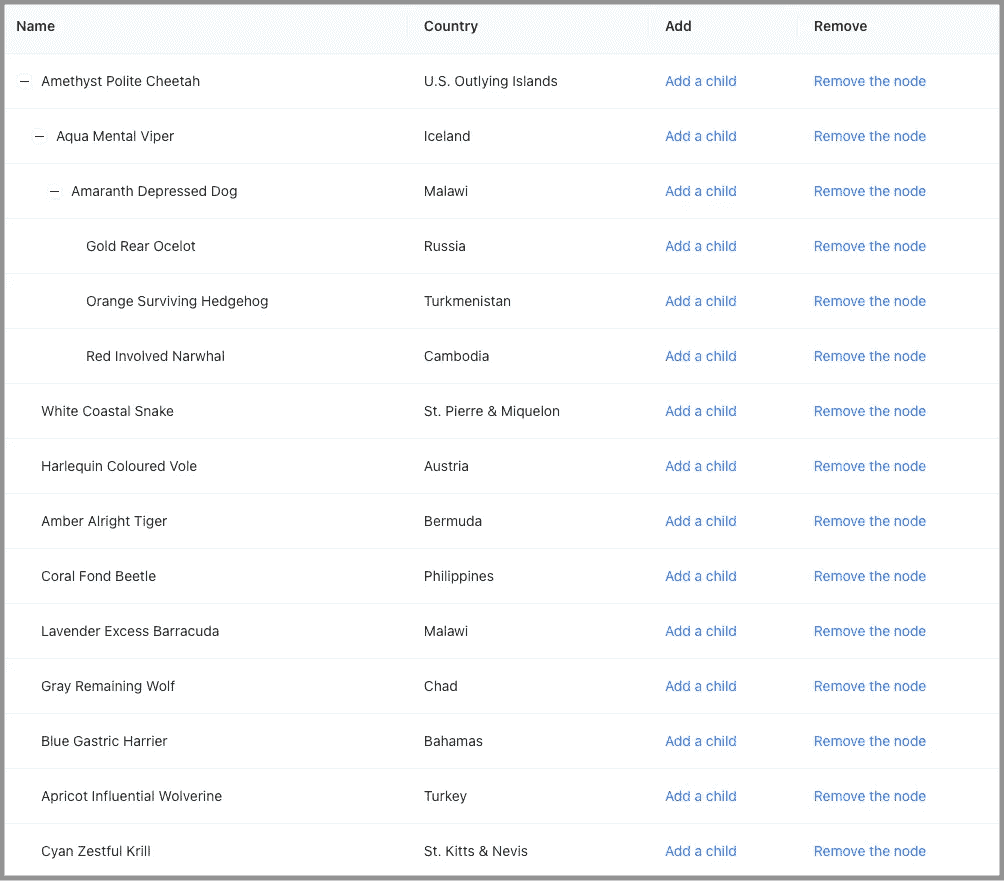 Name Country Add Remove
Amethyst Polite Cheetah U.S. Outlying Islands Add a child Remove the node
Aqua Mental Viper Iceland Add a child Remove the node
Amaranth Depressed Dog Malawi Add a child Remove the node
Gold Rear Ocelot Russia Add a child Remove the node
Orange Surviving Hedgehog Turkmenistan Add a child Remove the node
Red Involved Narwhal Cambodia Add a child Remove the node
White Coastal Snake St. Pierre & Miquelon Add a child Remove the node
Harlequin Coloured Vole Austria Add a child Remove the node
Amber Alright Tiger Bermuda Add a child Remove the node
Coral Fond Beetle Philippines Add a child Remove the node
Lavender Excess Barracuda Malawi Add a child Remove the node
Gray Remaining Wolf Chad Add a child Remove the node
Blue Gastric Harrier Bahamas Add a child Remove the node
Apricot Influential Wolverine Turkey Add a child Remove the node
Cyan Zestful Krill St. Kitts & Nevis Add a child Remove the node